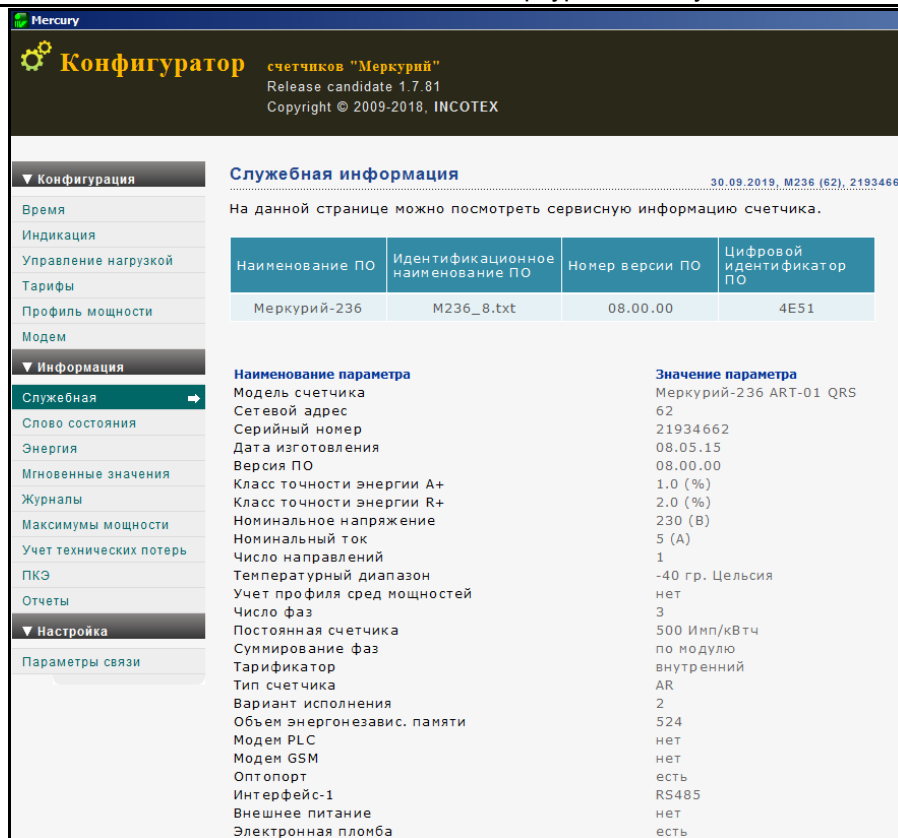 Mercury
Конфигуратор счетчиков "Меркурий"
Release candidate 1.7.81
Copyright © 2009-2018, INCOTEX
▼ Конфигурация
Время
Индикация
Управление нагрузкой
Тарифы
Профиль мощности
Модем
▼ Информация
Служебная
Слово состояния
Энергия
Мгновенные значения
Журналы
Максимумы мощности
Учет технических потерь
ПКЭ
Отчеты
▼ Настройка
Параметры связи
Служебная информация
30.09.2019, М236 (62), 2193466
На данной странице можно посмотреть сервисную информацию счетчика.
Наименование ПО Идентификационное наименование ПО Номер версии ПО Цифровой идентификатор ПО
Меркурий-236 M236_8.txt 08.00.00 4E51
Наименование параметра Значение параметра
Модель счетчика Меркурий-236 ART-01 QRS
Сетевой адрес 62
Серийный номер 21934662
Дата изготовления 08.05.15
Версия ПО 08.00.00
Класс точности энергии A+ 1.0 (%)
Класс точности энергии R+ 2.0 (%)
Номинальное напряжение 230 (В)
Номинальный ток 5 (А)
Число направлений 1
Температурный диапазон -40 гр. Цельсия
Учет профиля сред мощностей нет
Число фаз 3
Постоянная счетчика 500 Имп/кВтч
Суммирование фаз по модулю
Тарификатор внутренний
Тип счетчика AR
Вариант исполнения 2
Объем энергонезавис. памяти 524
Модем PLC нет
Модем GSM нет
Оптопорт есть
Интерфейс-1 RS485
Внешнее питание нет
Электронная пломба есть